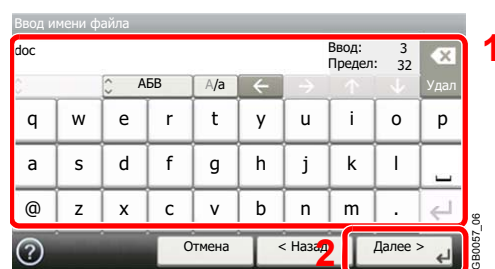 Ввод имени файла
doc
Ввод: 3
Предел: 32
АБВ A/a Удал
q w e r t y u i o p
a s d f g h j k l
@ z x c v b n m .
? Отмена < Назад Далее >
1
2
GB0057_06